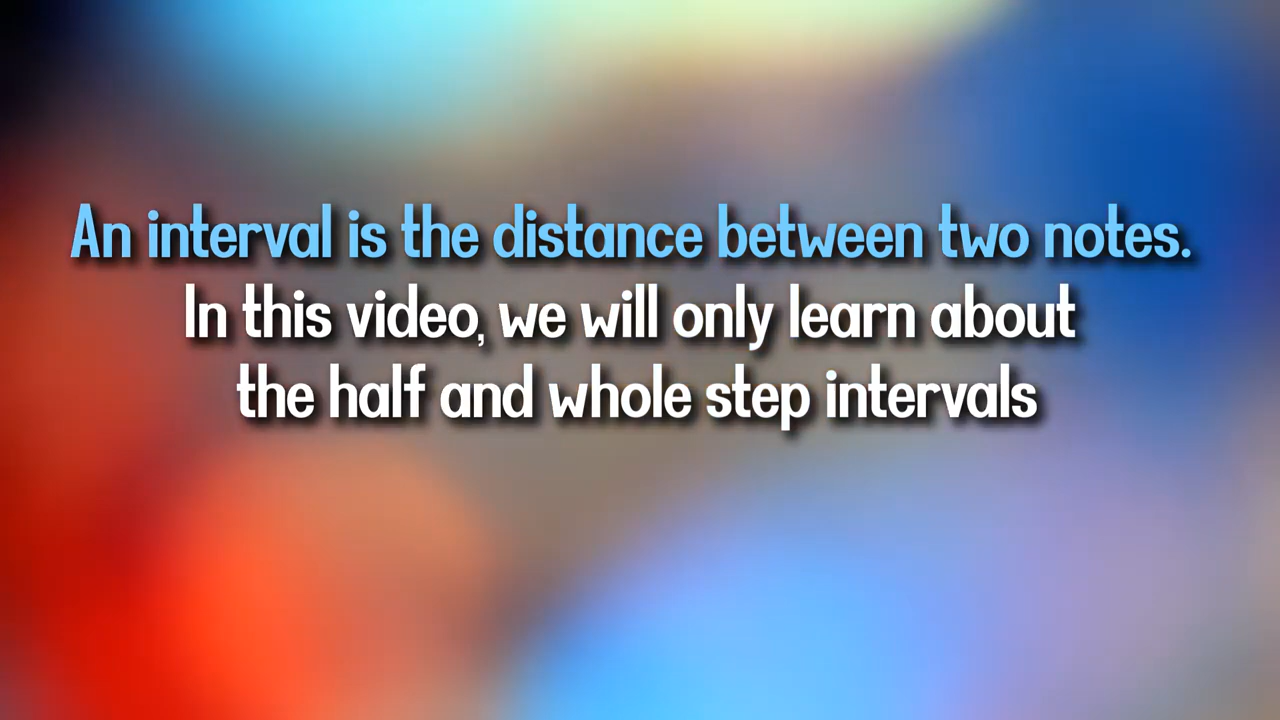 An interval is the distance between two notes.
In this video, we will only learn about
the half and whole step intervals